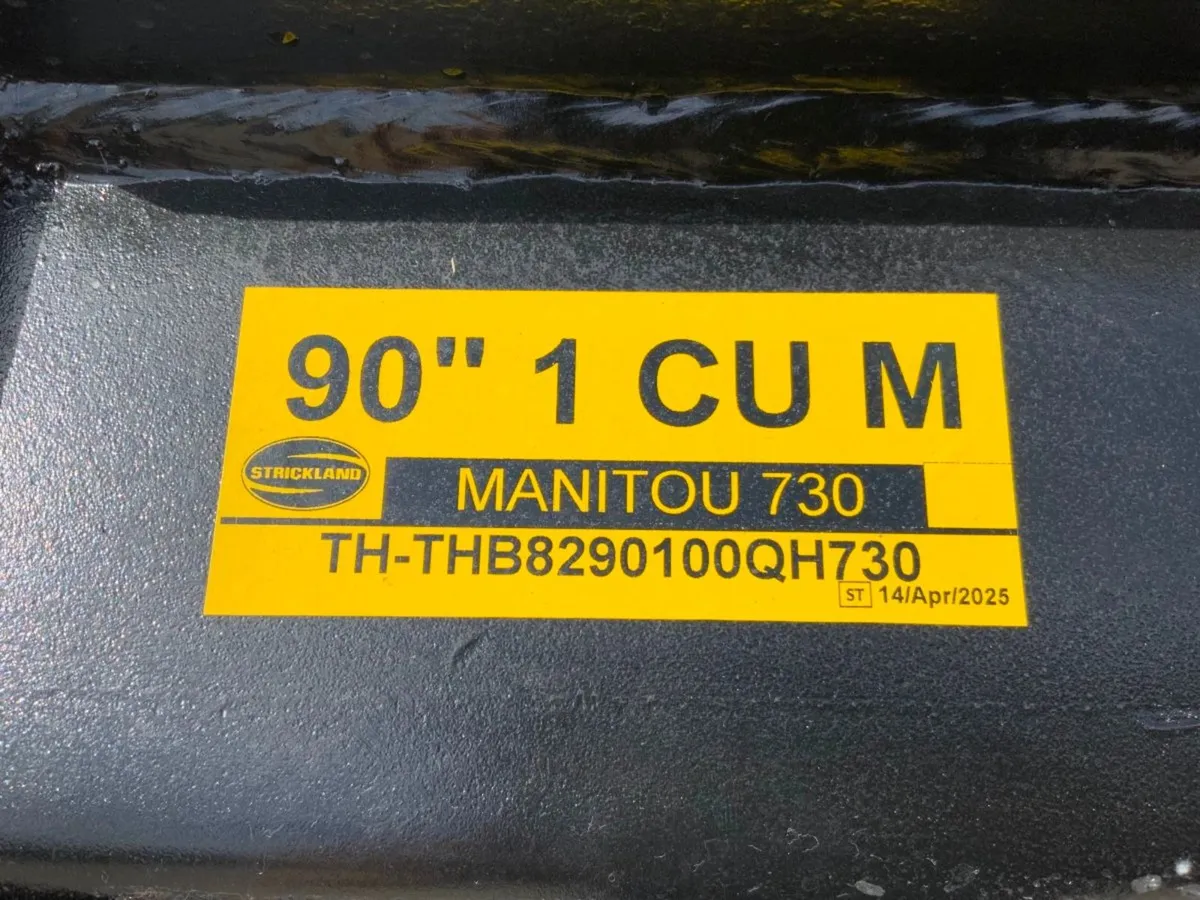 90" 1 CU M
STRICKLAND
MANITOU 730
TH-THB8290100QH730
ST 14/Apr/2025